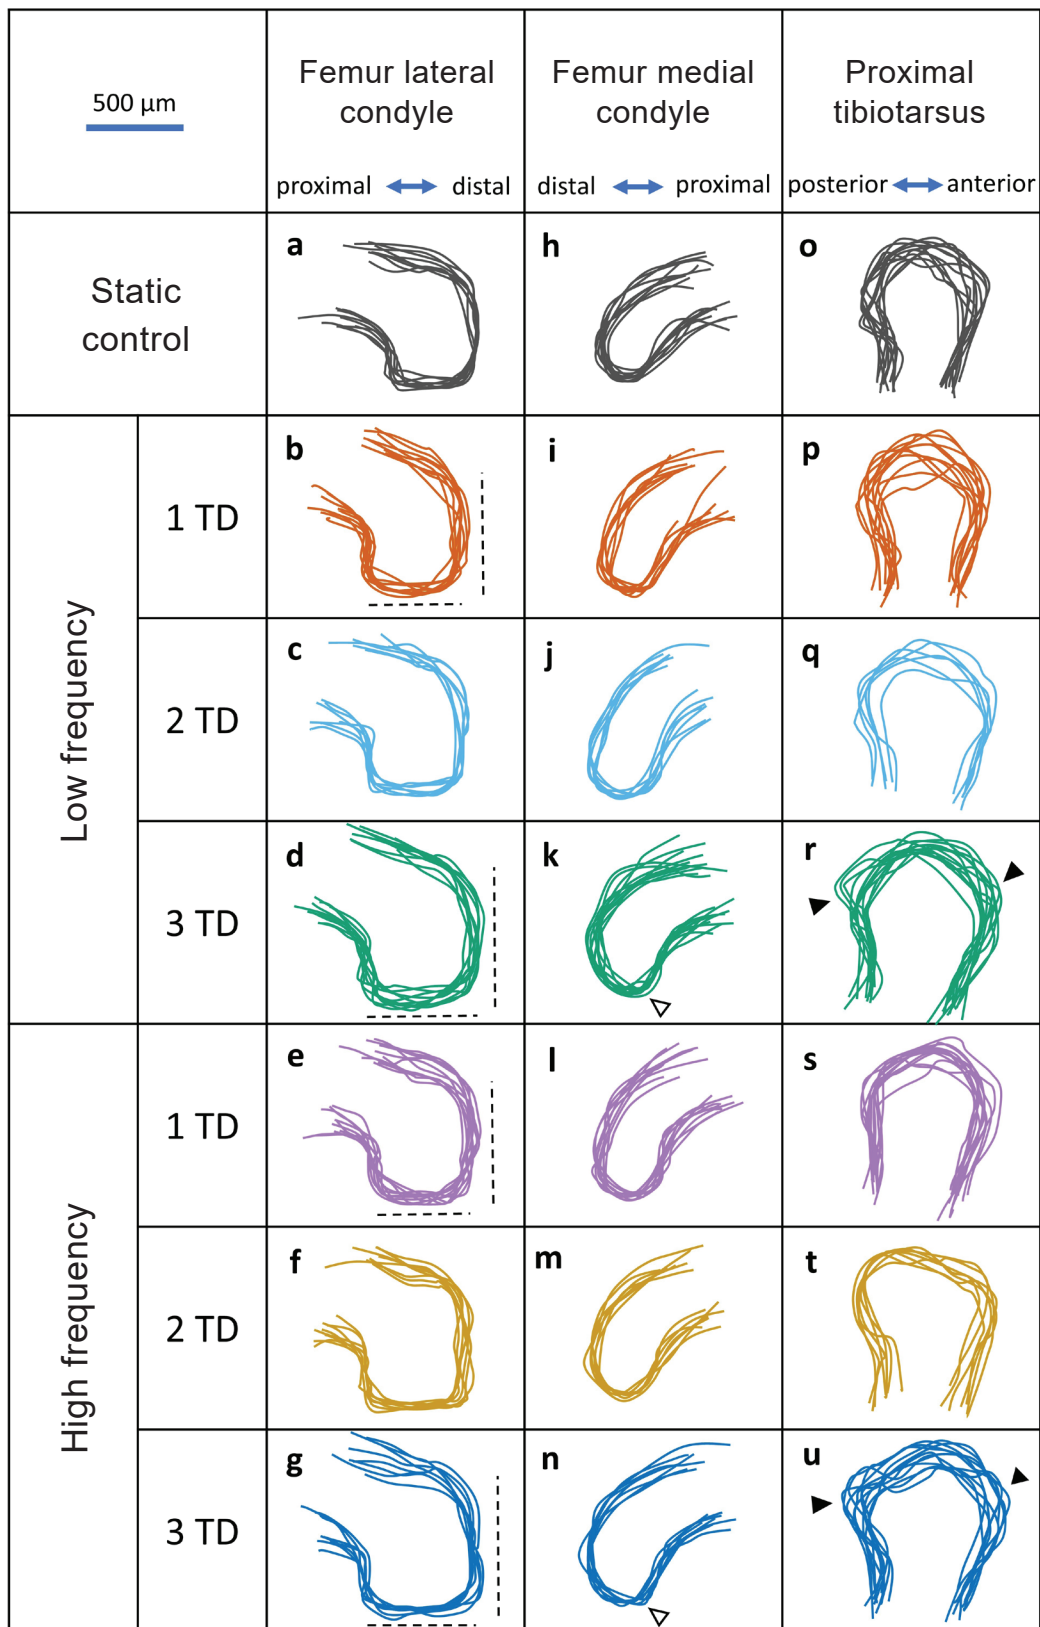 500 µm
Femur lateral
condyle
proximal distal
Femur medial
condyle
distal proximal
Proximal
tibiotarsus
posterior anterior
Static
control
a
h
o
Low frequency
1 TD
b
i
p
2 TD
c
j
q
3 TD
d
k
r
High frequency
1 TD
e
l
s
2 TD
f
m
t
3 TD
g
n
u